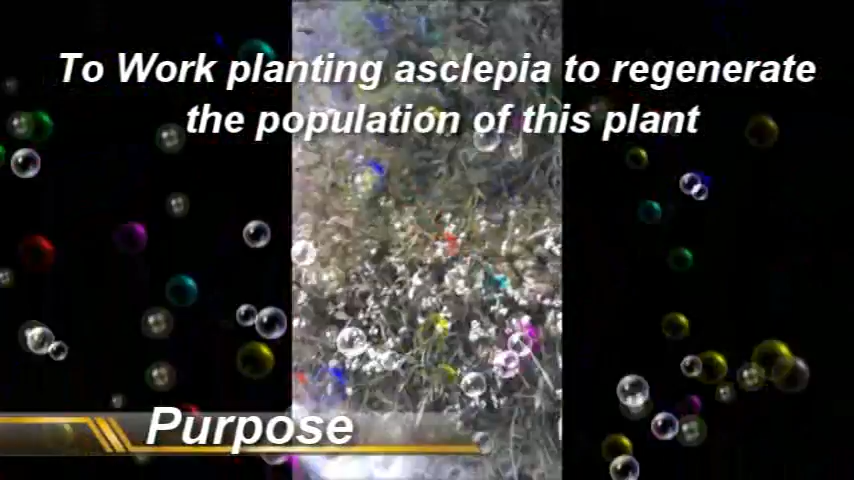 To Work planting asclepia to regenerate
the population of this plant
Purpose